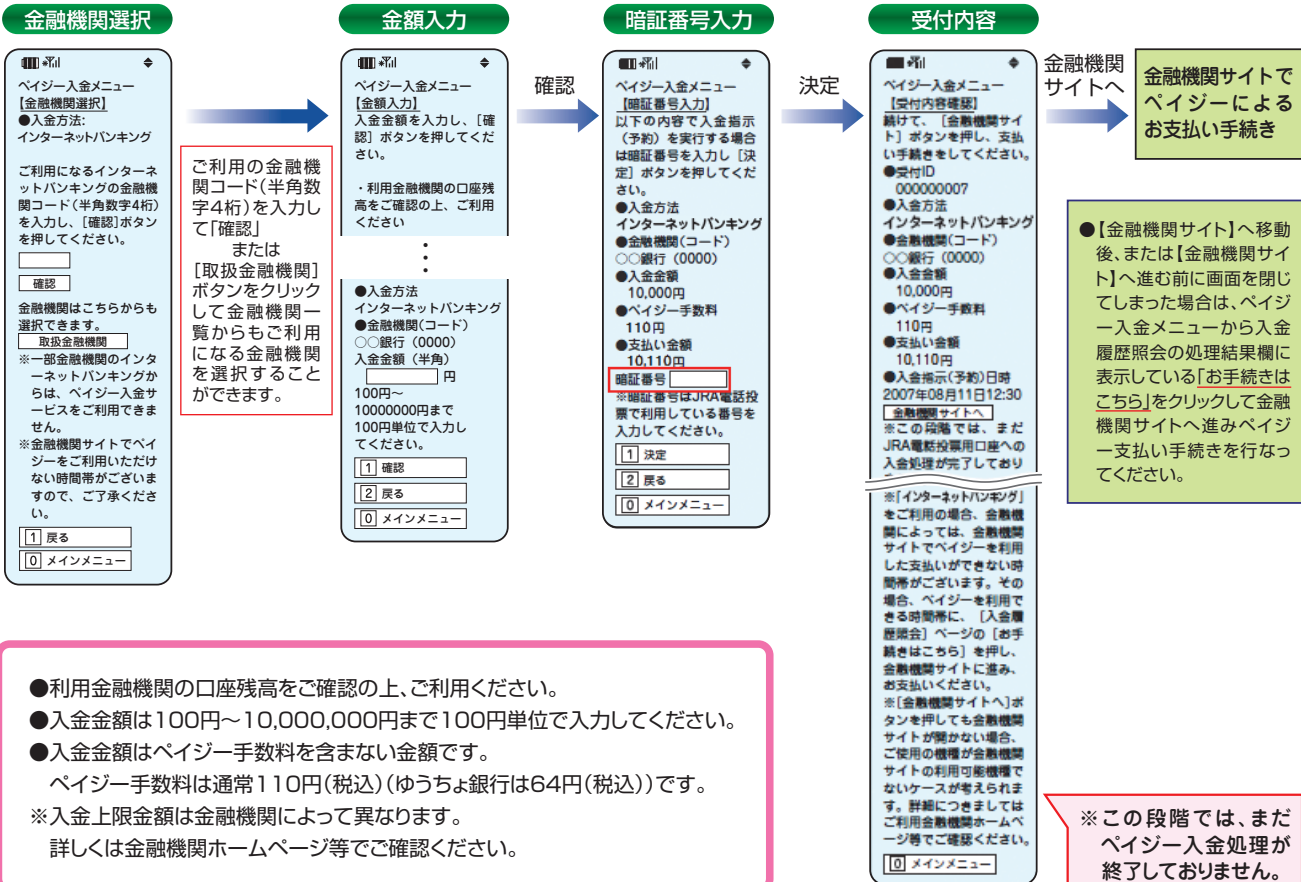 金融機関選択
ペイジー入金メニュー
【金融機関選択】
●入金方法:
インターネットバンキング
ご利用になるインターネ
ットバンキングの金融機
関コード(半角数字4桁)
を入力し、[確認]ボタン
を押してください。
確認
金融機関はこちらからも
選択できます。
取扱金融機関
※一部金融機関のインタ
ーネットバンキングか
らは、ペイジー入金サ
ービスをご利用できま
せん。
※金融機関サイトでペイ
ジーをご利用いただけ
ない時間帯がございま
すので、ご了承くださ
い。
1 戻る
0 メインメニュー
ご利用の金融機
関コード(半角数
字4桁)を入力し
て「確認」
または
[取扱金融機関]
ボタンをクリック
して金融機関一
覧からもご利用
になる金融機関
を選択すること
ができます。
金額入力
ペイジー入金メニュー
【金額入力】
入金金額を入力し、[確
認]ボタンを押してくだ
さい。
・利用金融機関の口座残
高をご確認の上、ご利用
ください
●入金方法
インターネットバンキング
●金融機関(コード)
○○銀行(0000)
入金金額(半角)
円
100円~
10000000円まで
100円単位で入力し
てください。
1 確認
2 戻る
0 メインメニュー
確認
暗証番号入力
ペイジー入金メニュー
【暗証番号入力】
以下の内容で入金指示
(予約)を実行する場合
は暗証番号を入力し[決
定]ボタンを押してくだ
さい。
●入金方法
インターネットバンキング
●金融機関(コード)
○○銀行(0000)
●入金金額
10,000円
●ペイジー手数料
110円
●支払い金額
10,110円
暗証番号
※暗証番号はJRA電話投
票で利用している番号を
入力してください。
1 決定
2 戻る
0 メインメニュー
決定
受付内容
ペイジー入金メニュー
【受付内容確認】
続けて、[金融機関サイ
ト]ボタンを押し、支払
い手続きをしてください。
●受付ID
000000007
●入金方法
インターネットバンキング
●金融機関(コード)
○○銀行(0000)
●入金金額
10,000円
●ペイジー手数料
110円
●支払い金額
10,110円
●入金指示(予約)日時
2007年08月11日12:30
金融機関サイトへ
※この段階では、まだ
JRA電話投票用口座への
入金処理が完了しており
※「インターネットバンキング」
をご利用の場合、金融機
関によっては、金融機関
サイトでペイジーを利用
した支払いができない時
間帯がございます。その
場合、ペイジーを利用で
きる時間帯に、[入金履
歴照会]ページの[お手
続きはこちら]を押し、
金融機関サイトに進み、
お支払いください。
※[金融機関サイトへ]ボ
タンを押しても金融機関
サイトが開かない場合、
ご使用の機種が金融機関
サイトの利用可能機種で
ないケースが考えられま
す。詳細につきましては
ご利用金融機関ホームペ
ージ等でご確認ください。
0 メインメニュー
金融機関
サイトへ
金融機関サイトで
ペイジーによる
お支払い手続き
●【金融機関サイト】へ移動
後、または【金融機関サイ
ト】へ進む前に画面を閉じ
てしまった場合は、ペイジ
ー入金メニューから入金
履歴照会の処理結果欄に
表示している「お手続きは
こちら」をクリックして金融
機関サイトへ進みペイジ
ー支払い手続きを行なっ
てください。
※この段階では、まだ
ペイジー入金処理が
終了しておりません。
●利用金融機関の口座残高をご確認の上、ご利用ください。
●入金金額は100円~10,000,000円まで100円単位で入力してください。
●入金金額はペイジー手数料を含まない金額です。
ペイジー手数料は通常110円(税込)(ゆうちょ銀行は64円(税込))です。
※入金上限金額は金融機関によって異なります。
詳しくは金融機関ホームページ等でご確認ください。